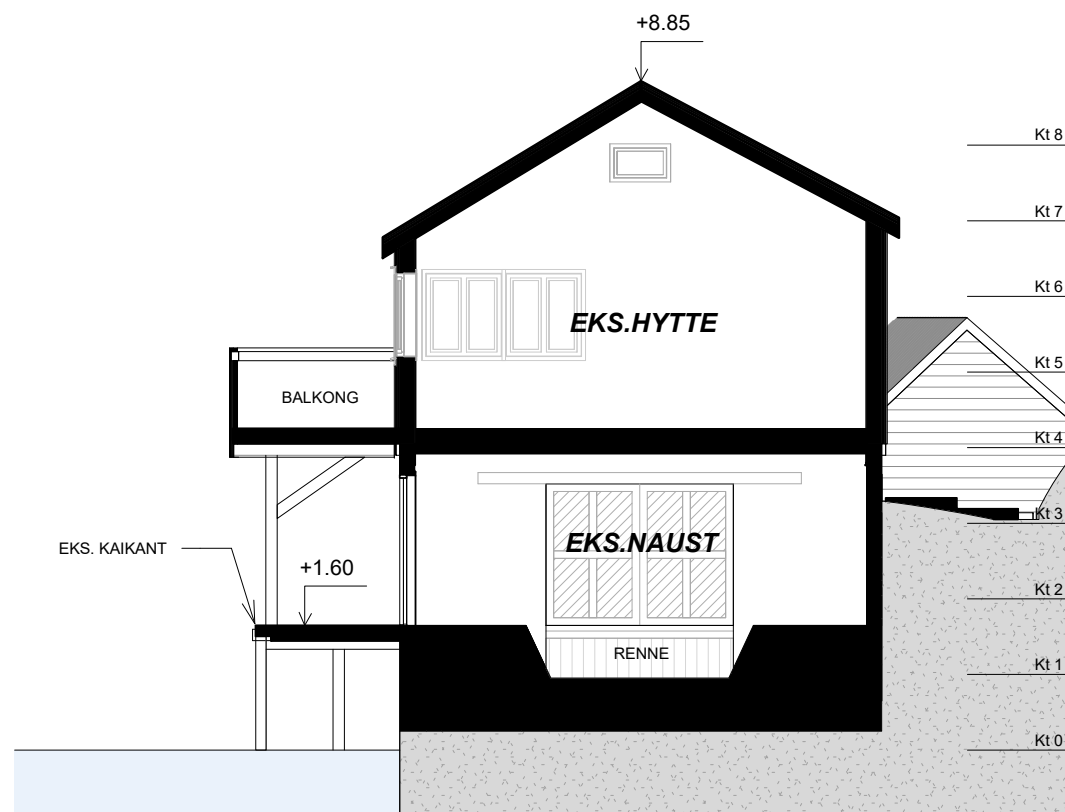 +8.85
Kt 8
Kt 7
Kt 6
EKS.HYTTE
Kt 5
BALKONG
Kt 4
Kt 3
EKS.NAUST
EKS. KAIKANT
+1.60
Kt 2
RENNE
Kt 1
Kt 0